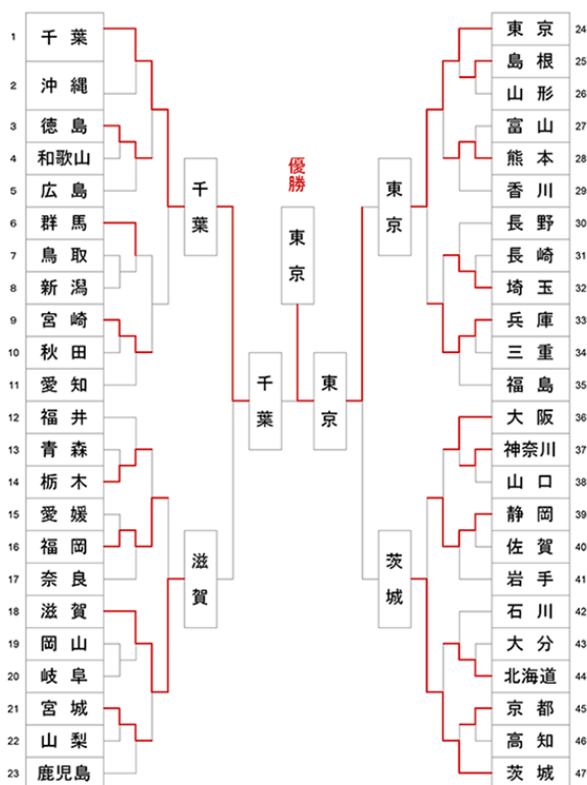 1 千葉
2 沖縄
3 徳島
4 和歌山
5 広島
6 群馬
7 鳥取
8 新潟
9 宮崎
10 秋田
11 愛知
12 福井
13 青森
14 栃木
15 愛媛
16 福岡
17 奈良
18 滋賀
19 岡山
20 岐阜
21 宮城
22 山梨
23 鹿児島
千葉
滋賀
千葉
優勝
東京
東京
東京
茨城
東京 24
島根 25
山形 26
富山 27
熊本 28
香川 29
長野 30
長崎 31
埼玉 32
兵庫 33
三重 34
福島 35
大阪 36
神奈川 37
山口 38
静岡 39
佐賀 40
岩手 41
石川 42
大分 43
北海道 44
京都 45
高知 46
茨城 47